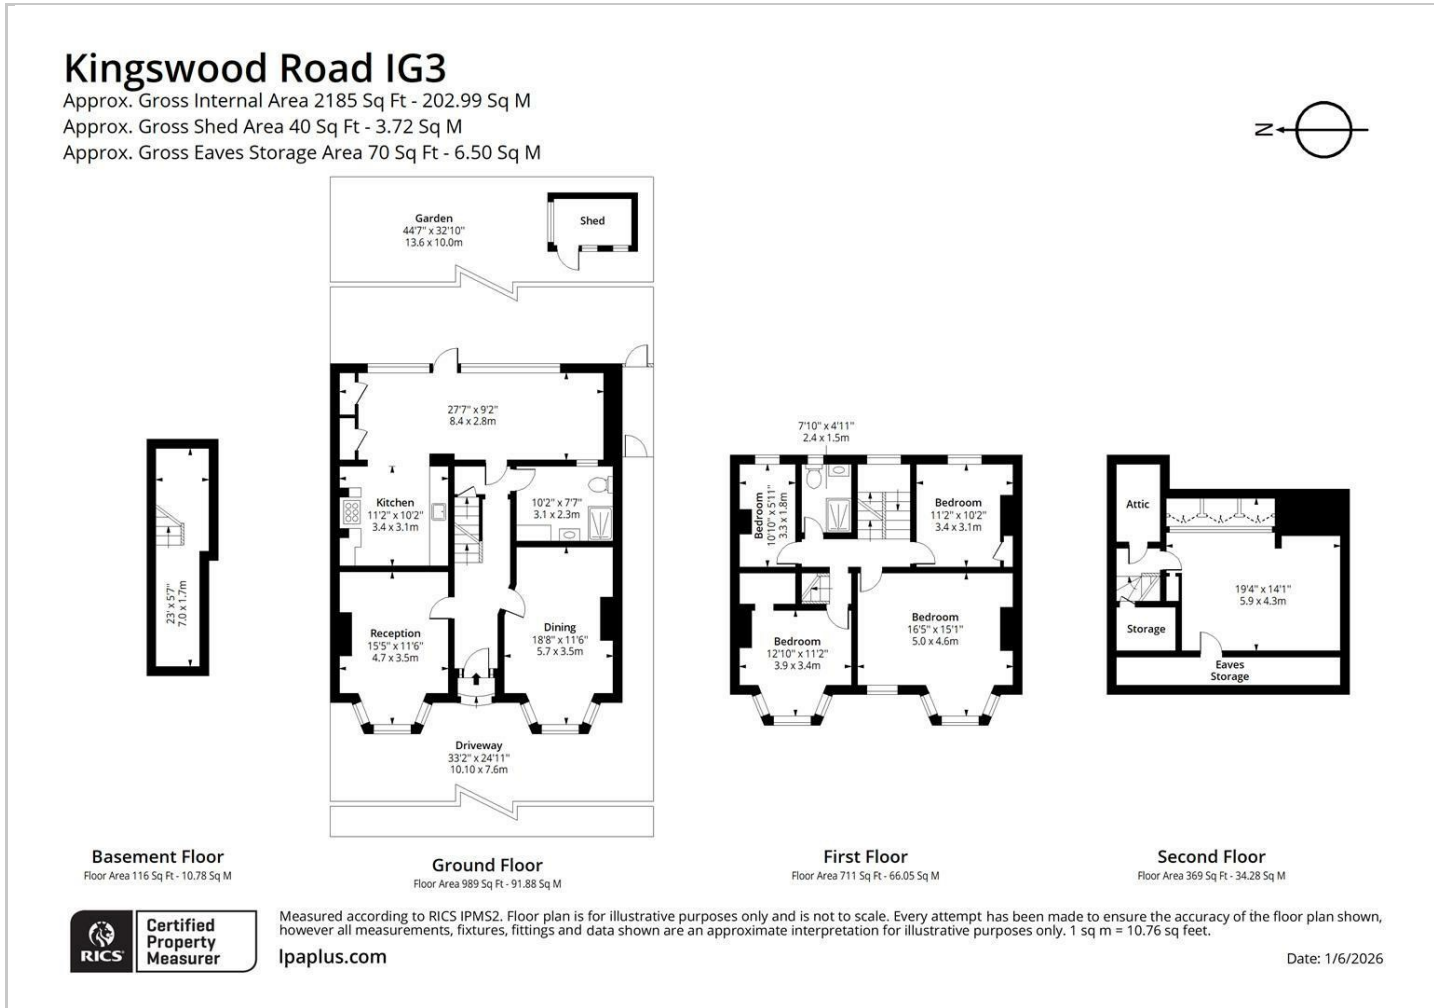 Kingswood Road IG3
Approx. Gross Internal Area 2185 Sq Ft - 202.99 Sq M
Approx. Gross Shed Area 40 Sq Ft - 3.72 Sq M
Approx. Gross Eaves Storage Area 70 Sq Ft - 6.50 Sq M
N
Garden
44'7" x 32'10"
13.6 x 10.0m
Shed
27'7" x 9'2"
8.4 x 2.8m
Kitchen
11'2" x 10'2"
3.4 x 3.1m
10'2" x 7'7"
3.1 x 2.3m
Reception
15'5" x 11'6"
4.7 x 3.5m
Dining
18'8" x 11'6"
5.7 x 3.5m
Driveway
33'2" x 24'11"
10.10 x 7.6m
23' x 5'7"
7.0 x 1.7m
7'10" x 4'11"
2.4 x 1.5m
Bedroom
10'10" x 5'11"
3.3 x 1.8m
Bedroom
11'2" x 10'2"
3.4 x 3.1m
Bedroom
12'10" x 11'2"
3.9 x 3.4m
Bedroom
16'5" x 15'1"
5.0 x 4.6m
Attic
19'4" x 14'1"
5.9 x 4.3m
Storage
Eaves
Storage
Basement Floor
Floor Area 116 Sq Ft - 10.78 Sq M
Ground Floor
Floor Area 989 Sq Ft - 91.88 Sq M
First Floor
Floor Area 711 Sq Ft - 66.05 Sq M
Second Floor
Floor Area 369 Sq Ft - 34.28 Sq M
RICS
Certified
Property
Measurer
Measured according to RICS IPMS2. Floor plan is for illustrative purposes only and is not to scale. Every attempt has been made to ensure the accuracy of the floor plan shown,
however all measurements, fixtures, fittings and data shown are an approximate interpretation for illustrative purposes only. 1 sq m = 10.76 sq feet.
lpaplus.com
Date: 1/6/2026